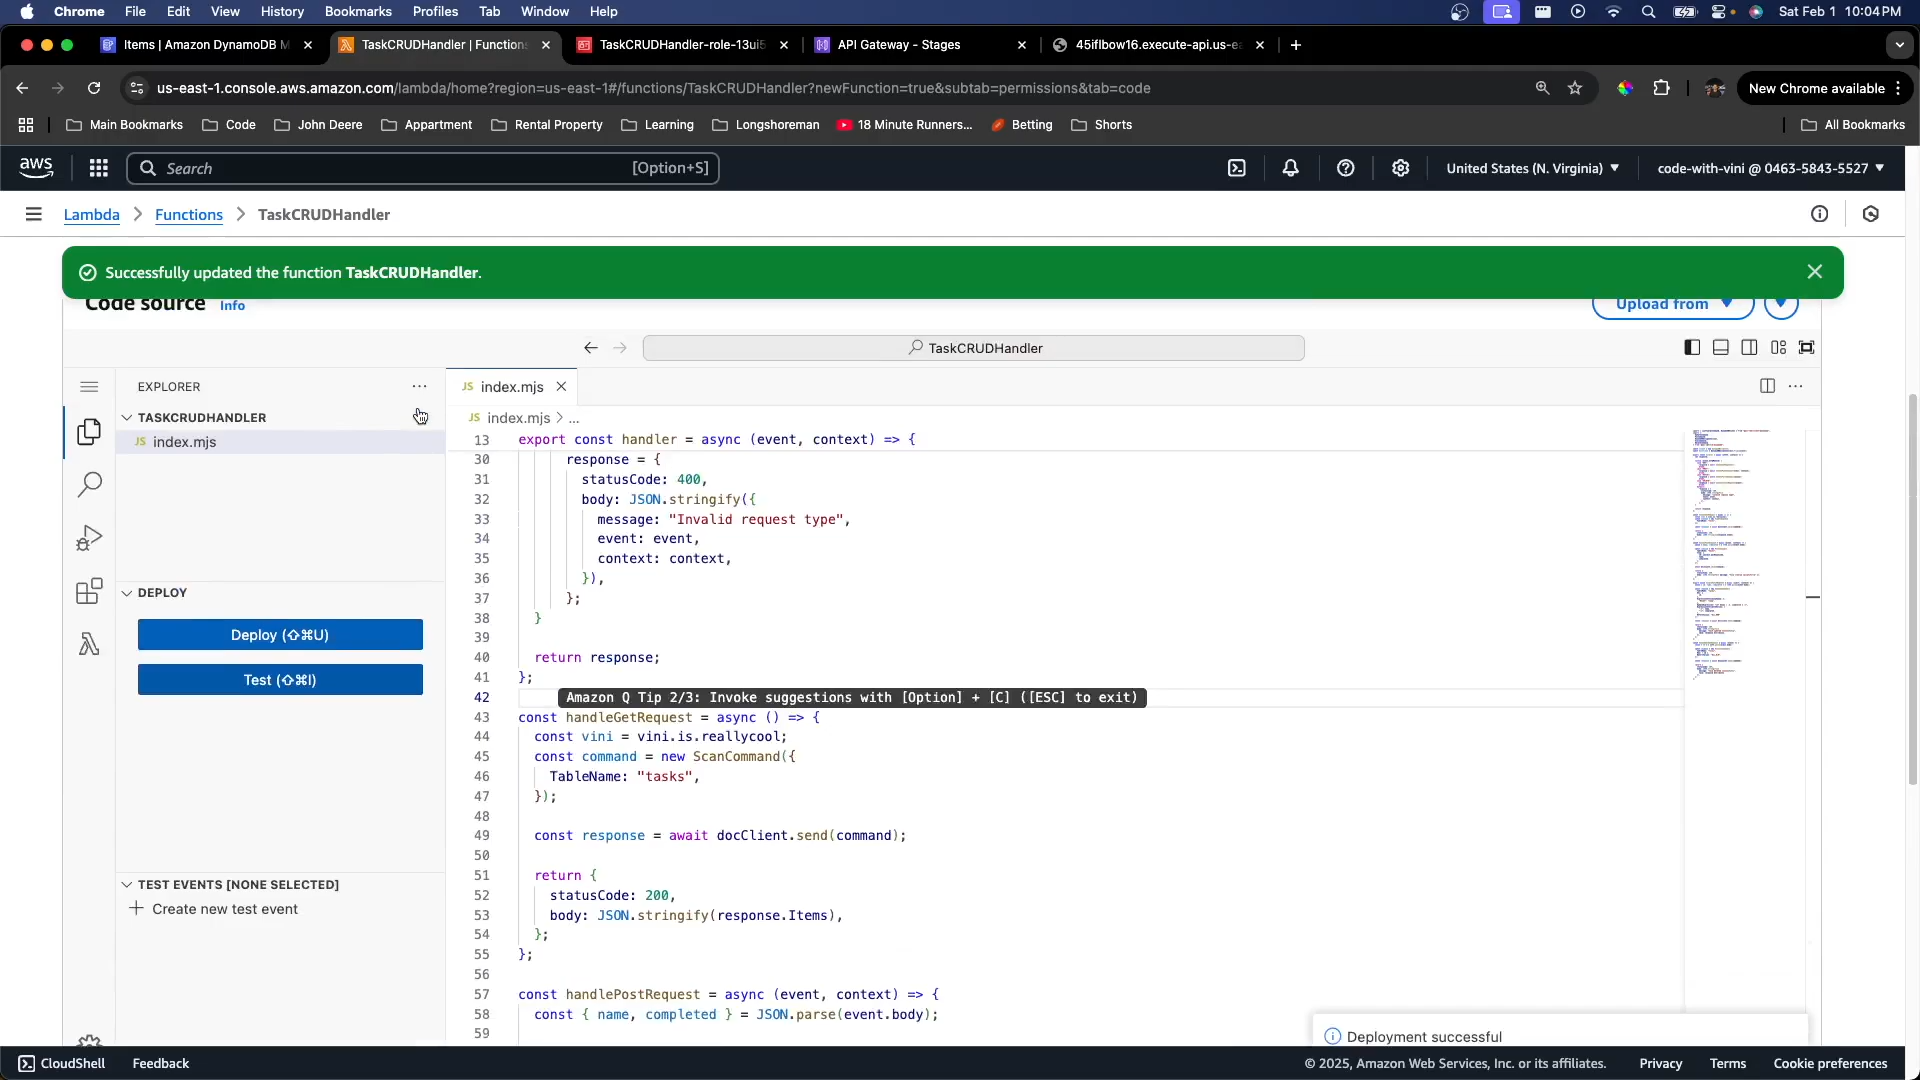 Chrome File Edit View History Bookmarks Profiles Tab Window Help Sat Feb 1 10:04 PM
Items | Amazon DynamoDB M TaskCRUDHandler | Functions TaskCRUDHandler-role-13ui5 API Gateway - Stages 45iflbow16.execute-api.us-ea
us-east-1.console.aws.amazon.com/lambda/home?region=us-east-1#/functions/TaskCRUDHandler?newFunction=true&subtab=permissions&tab=code New Chrome available
Main Bookmarks Code John Deere Appartment Rental Property Learning Longshoreman 18 Minute Runners... Betting Shorts All Bookmarks
aws Search [Option+S] United States (N. Virginia) code-with-vini @ 0463-5843-5527
Lambda Functions TaskCRUDHandler
Successfully updated the function TaskCRUDHandler.
Code source Info Upload from
TaskCRUDHandler
EXPLORER
JS index.mjs
TASKCRUDHANDLER
JS index.mjs > ...
JS index.mjs
13 export const handler = async (event, context) => {
30 response = {
31 statusCode: 400,
32 body: JSON.stringify({
33 message: "Invalid request type",
34 event: event,
35 context: context,
36 }),
37 };
38 }
39
40 return response;
41 };
42 Amazon Q Tip 2/3: Invoke suggestions with [Option] + [C] ([ESC] to exit)
43 const handleGetRequest = async () => {
44 const vini = vini.is.reallycool;
45 const command = new ScanCommand({
46 TableName: "tasks",
47 });
48
49 const response = await docClient.send(command);
50
51 return {
52 statusCode: 200,
53 body: JSON.stringify(response.Items),
54 };
55 };
56
57 const handlePostRequest = async (event, context) => {
58 const { name, completed } = JSON.parse(event.body);
59
DEPLOY
Deploy (⇧⌘U)
Test (⇧⌘I)
TEST EVENTS [NONE SELECTED]
Create new test event
Deployment successful
CloudShell Feedback © 2025, Amazon Web Services, Inc. or its affiliates. Privacy Terms Cookie preferences